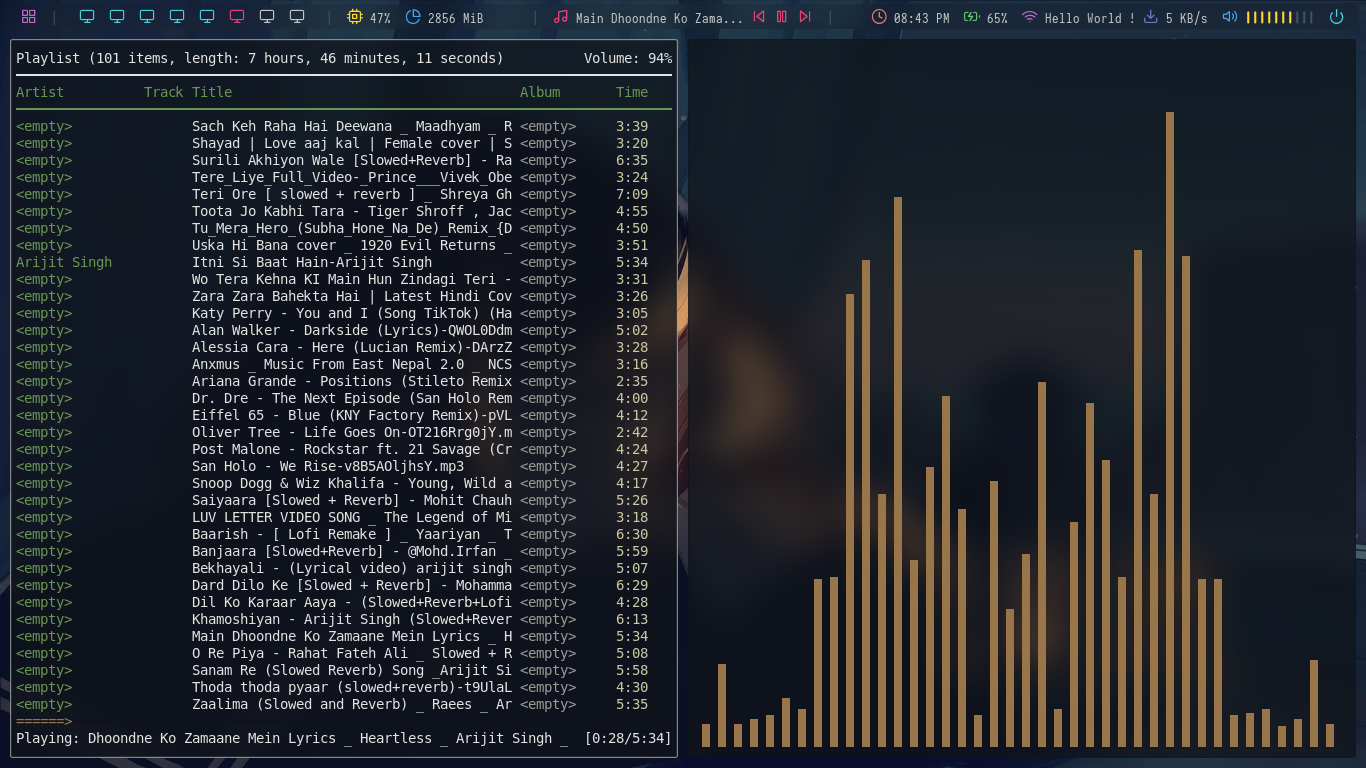 47% 2856 MiB Main Dhoondne Ko Zama... 08:43 PM 65% Hello World ! 5 KB/s
Playlist (101 items, length: 7 hours, 46 minutes, 11 seconds) Volume: 94%
Artist Track Title Album Time
<empty> Sach Keh Raha Hai Deewana _ Maadhyam _ R <empty> 3:39
<empty> Shayad | Love aaj kal | Female cover | S <empty> 3:20
<empty> Surili Akhiyon Wale [Slowed+Reverb] - Ra <empty> 6:35
<empty> Tere_Liye_Full_Video-_Prince___Vivek_Obe <empty> 3:24
<empty> Teri Ore [ slowed + reverb ] _ Shreya Gh <empty> 7:09
<empty> Toota Jo Kabhi Tara - Tiger Shroff , Jac <empty> 4:55
<empty> Tu_Mera_Hero_(Subha_Hone_Na_De)_Remix_{D <empty> 4:50
<empty> Uska Hi Bana cover _ 1920 Evil Returns _ <empty> 3:51
Arijit Singh Itni Si Baat Hain-Arijit Singh <empty> 5:34
<empty> Wo Tera Kehna KI Main Hun Zindagi Teri - <empty> 3:31
<empty> Zara Zara Bahekta Hai | Latest Hindi Cov <empty> 3:26
<empty> Katy Perry - You and I (Song TikTok) (Ha <empty> 3:05
<empty> Alan Walker - Darkside (Lyrics)-QWOL0Ddm <empty> 5:02
<empty> Alessia Cara - Here (Lucian Remix)-DArzZ <empty> 3:28
<empty> Anxmus _ Music From East Nepal 2.0 _ NCS <empty> 3:16
<empty> Ariana Grande - Positions (Stileto Remix <empty> 2:35
<empty> Dr. Dre - The Next Episode (San Holo Rem <empty> 4:00
<empty> Eiffel 65 - Blue (KNY Factory Remix)-pVL <empty> 4:12
<empty> Oliver Tree - Life Goes On-OT216Rrg0jY.m <empty> 2:42
<empty> Post Malone - Rockstar ft. 21 Savage (Cr <empty> 4:24
<empty> San Holo - We Rise-v8B5AOljhsY.mp3 <empty> 4:27
<empty> Snoop Dogg & Wiz Khalifa - Young, Wild a <empty> 4:17
<empty> Saiyaara [Slowed + Reverb] - Mohit Chauh <empty> 5:26
<empty> LUV LETTER VIDEO SONG _ The Legend of Mi <empty> 3:18
<empty> Baarish - [ Lofi Remake ] _ Yaariyan _ T <empty> 6:30
<empty> Banjaara [Slowed+Reverb] - @Mohd.Irfan _ <empty> 5:59
<empty> Bekhayali - (Lyrical video) arijit singh <empty> 5:07
<empty> Dard Dilo Ke [Slowed + Reverb] - Mohamma <empty> 6:29
<empty> Dil Ko Karaar Aaya - (Slowed+Reverb+Lofi <empty> 4:28
<empty> Khamoshiyan - Arijit Singh (Slowed+Rever <empty> 6:13
<empty> Main Dhoondne Ko Zamaane Mein Lyrics _ H <empty> 5:34
<empty> O Re Piya - Rahat Fateh Ali _ Slowed + R <empty> 5:08
<empty> Sanam Re (Slowed Reverb) Song _Arijit Si <empty> 5:58
<empty> Thoda thoda pyaar (slowed+reverb)-t9UlaL <empty> 4:30
<empty> Zaalima (Slowed and Reverb) _ Raees _ Ar <empty> 5:35
======>
Playing: Dhoondne Ko Zamaane Mein Lyrics _ Heartless _ Arijit Singh _ [0:28/5:34]